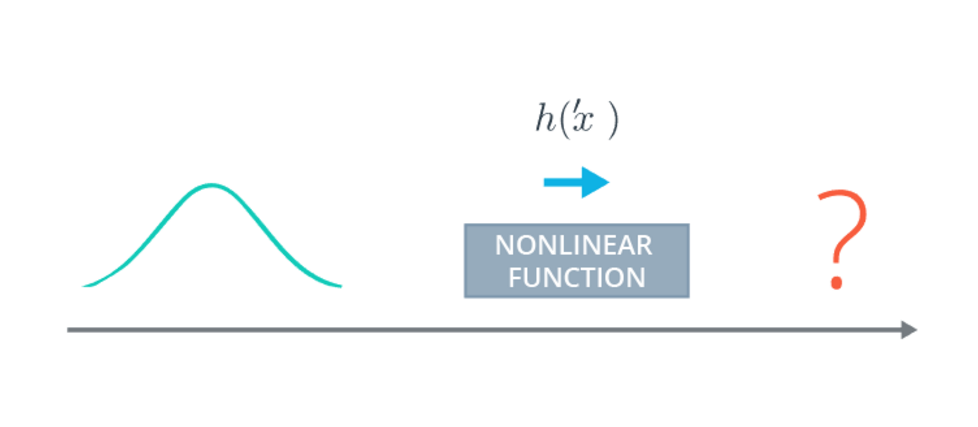 h('x )
NONLINEAR
FUNCTION
?